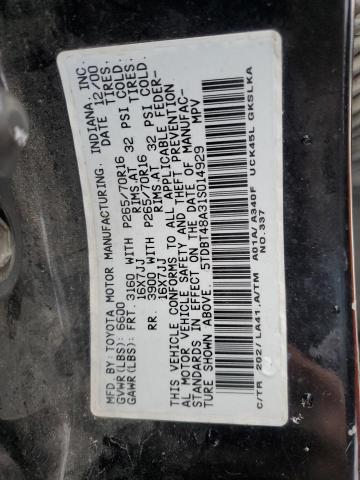 MFD. BY: TOYOTA MOTOR MANUFACTURING, INDIANA, INC.
GVWR(LBS): 6600 DATE 12/00
GAWR(LBS): FRT. 3160 WITH P265/70R16 TIRES,
16X7JJ RIMS,AT 32 PSI COLD.
RR. 3900 WITH P265/70R16 TIRES,
16X7JJ RIMS,AT 32 PSI COLD.
THIS VEHICLE CONFORMS TO ALL APPLICABLE FEDER-
AL MOTOR VEHICLE SAFETY AND THEFT PREVENTION
STANDARDS IN EFFECT ON THE DATE OF MANUFAC-
TURE SHOWN ABOVE.
5TDBT48A31S014929 MPV
C/TR 202/LA41,A/TM A01A/A340F UCK45L GKSLKA
NO.337